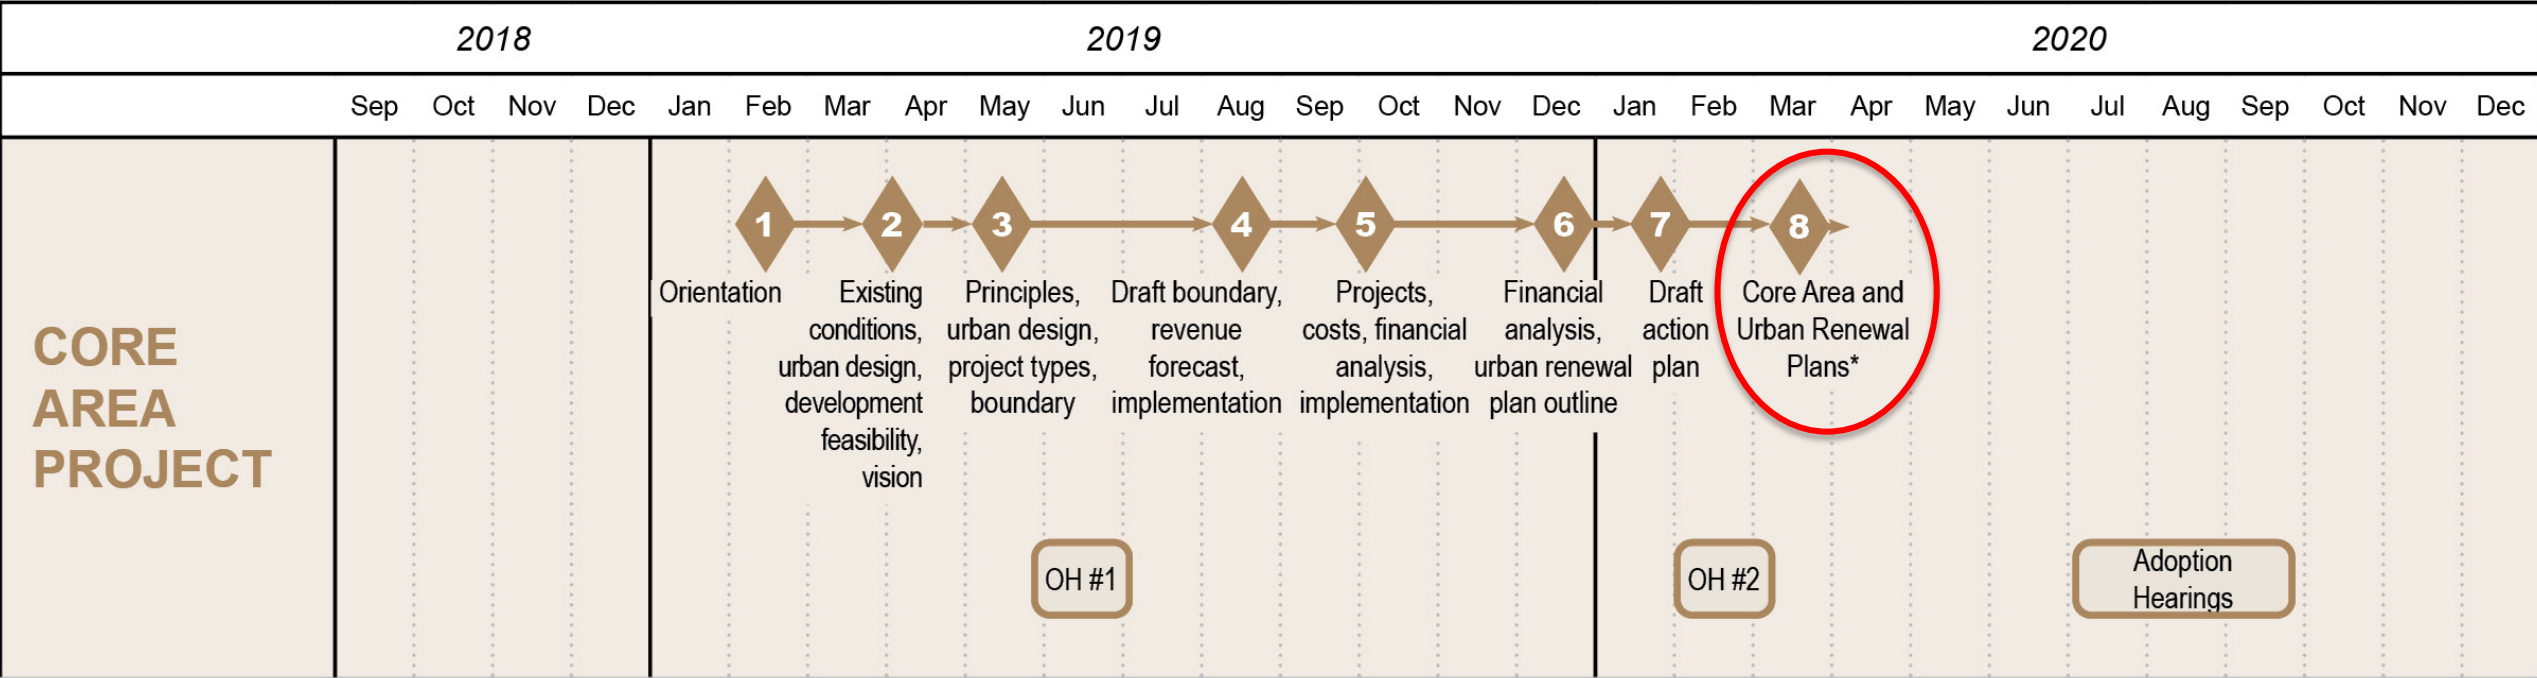 2018 2019 2020
Sep Oct Nov Dec Jan Feb Mar Apr May Jun Jul Aug Sep Oct Nov Dec Jan Feb Mar Apr May Jun Jul Aug Sep Oct Nov Dec
CORE
AREA
PROJECT
1
Orientation
2
Existing
conditions,
urban design,
development
feasibility,
vision
3
Principles,
urban design,
project types,
boundary
4
Draft boundary,
revenue
forecast,
implementation
5
Projects,
costs, financial
analysis,
implementation
6
Financial
analysis,
urban renewal
plan outline
7
Draft
action
plan
8
Core Area and
Urban Renewal
Plans*
OH #1
OH #2
Adoption
Hearings